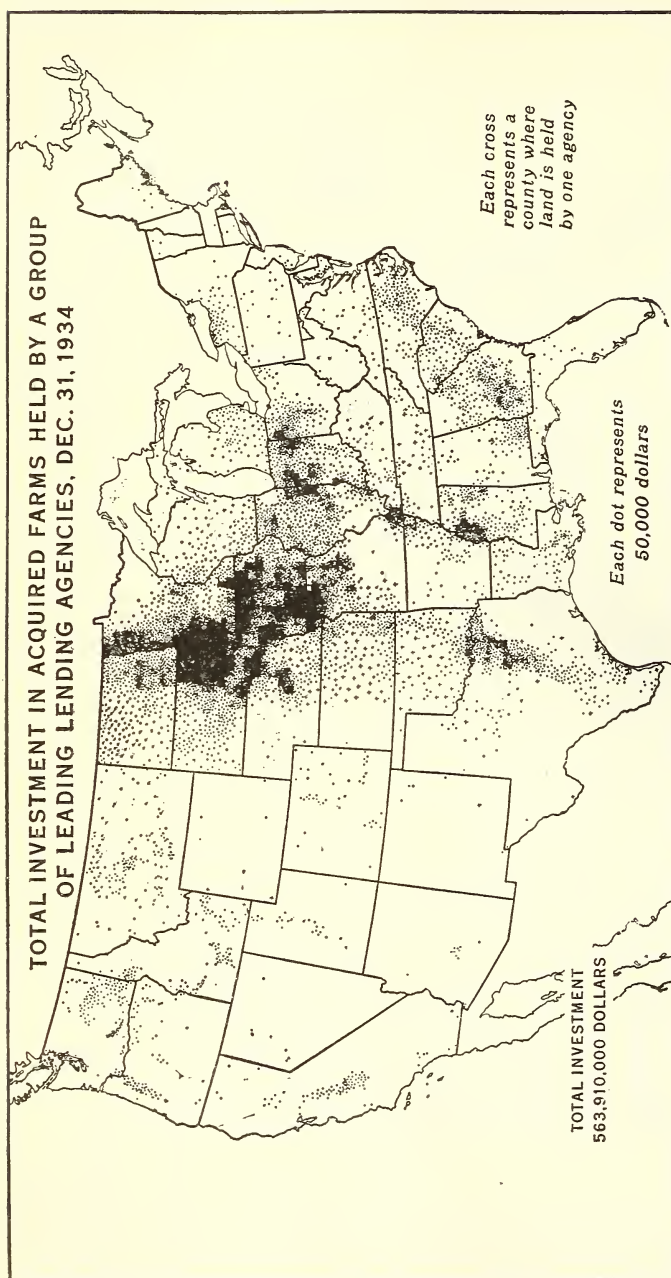 TOTAL INVESTMENT IN ACQUIRED FARMS HELD BY A GROUP
OF LEADING LENDING AGENCIES, DEC. 31, 1934
Each cross
represents a
county where
land is held
by one agency
Each dot represents
50,000 dollars
TOTAL INVESTMENT
563,910,000 DOLLARS